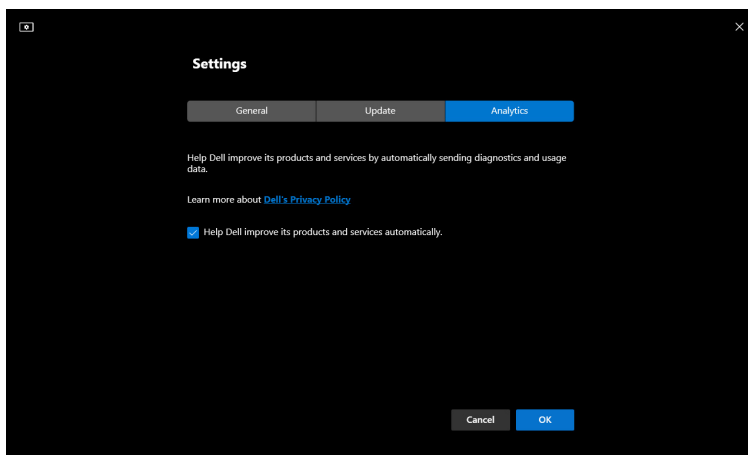 Settings
General Update Analytics
Help Dell improve its products and services by automatically sending diagnostics and usage
data.
Learn more about Dell's Privacy Policy
Help Dell improve its products and services automatically.
Cancel OK